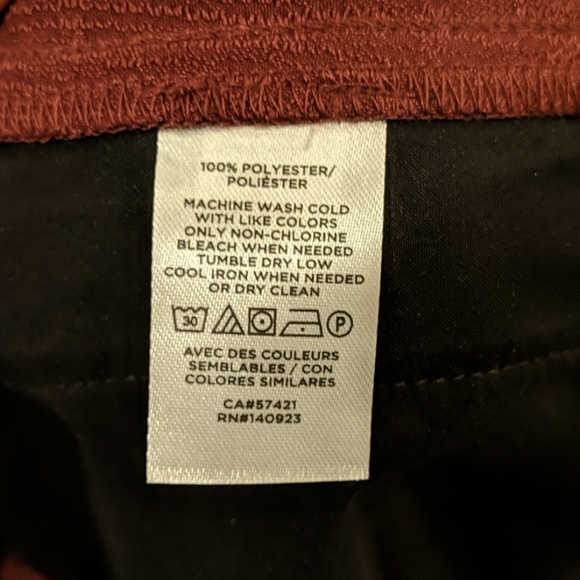 100% POLYESTER/
POLIÉSTER
MACHINE WASH COLD
WITH LIKE COLORS
ONLY NON-CHLORINE
BLEACH WHEN NEEDED
TUMBLE DRY LOW
COOL IRON WHEN NEEDED
OR DRY CLEAN
30 P
AVEC DES COULEURS
SEMBLABLES / CON
COLORES SIMILARES
CA#57421
RN#140923